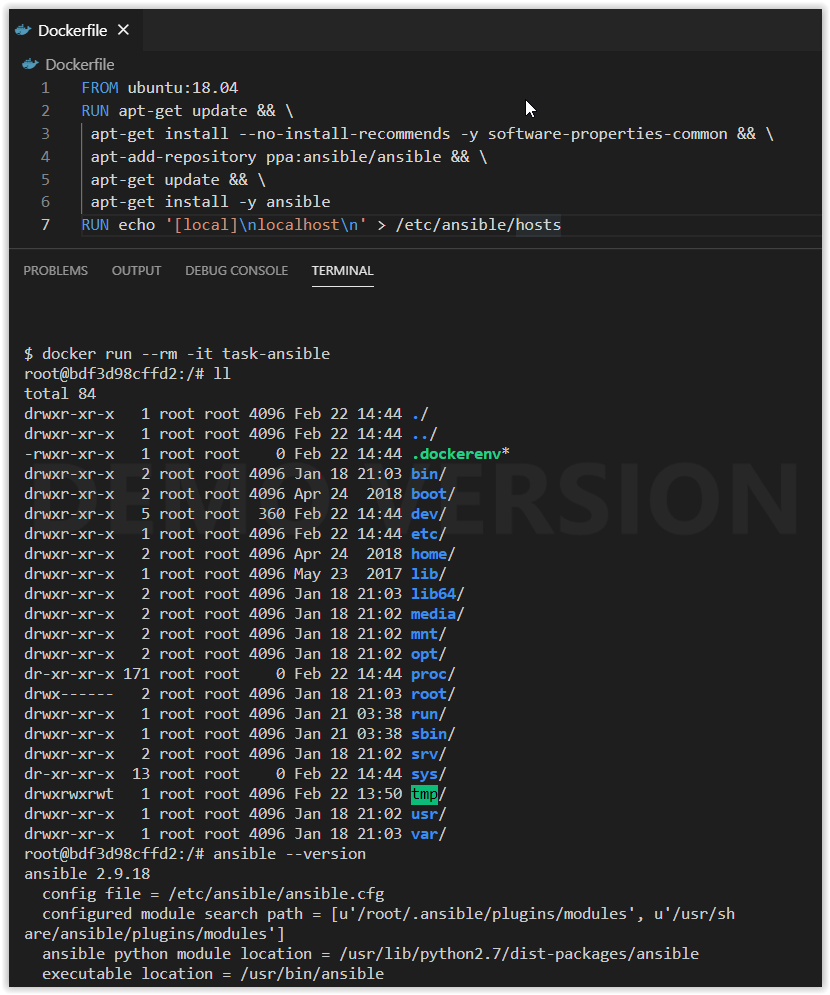 Dockerfile ×
Dockerfile
1 FROM ubuntu:18.04
2 RUN apt-get update && \
3 apt-get install --no-install-recommends -y software-properties-common && \
4 apt-add-repository ppa:ansible/ansible && \
5 apt-get update && \
6 apt-get install -y ansible
7 RUN echo '[local]\nlocalhost\n' > /etc/ansible/hosts
PROBLEMS OUTPUT DEBUG CONSOLE TERMINAL
$ docker run --rm -it task-ansible
root@bdf3d98cffd2:/# ll
total 84
drwxr-xr-x   1 root root 4096 Feb 22 14:44 ./
drwxr-xr-x   1 root root 4096 Feb 22 14:44 ../
-rwxr-xr-x   1 root root    0 Feb 22 14:44 .dockerenv*
drwxr-xr-x   2 root root 4096 Jan 18 21:03 bin/
drwxr-xr-x   2 root root 4096 Apr 24  2018 boot/
drwxr-xr-x   5 root root  360 Feb 22 14:44 dev/
drwxr-xr-x   1 root root 4096 Feb 22 14:44 etc/
drwxr-xr-x   2 root root 4096 Apr 24  2018 home/
drwxr-xr-x   1 root root 4096 May 23  2017 lib/
drwxr-xr-x   2 root root 4096 Jan 18 21:03 lib64/
drwxr-xr-x   2 root root 4096 Jan 18 21:02 media/
drwxr-xr-x   2 root root 4096 Jan 18 21:02 mnt/
drwxr-xr-x   2 root root 4096 Jan 18 21:02 opt/
dr-xr-xr-x 171 root root    0 Feb 22 14:44 proc/
drwx------   2 root root 4096 Jan 18 21:03 root/
drwxr-xr-x   1 root root 4096 Jan 21 03:38 run/
drwxr-xr-x   1 root root 4096 Jan 21 03:38 sbin/
drwxr-xr-x   2 root root 4096 Jan 18 21:02 srv/
dr-xr-xr-x  13 root root    0 Feb 22 14:44 sys/
drwxrwxrwt   1 root root 4096 Feb 22 13:50 tmp/
drwxr-xr-x   1 root root 4096 Jan 18 21:02 usr/
drwxr-xr-x   1 root root 4096 Jan 18 21:03 var/
root@bdf3d98cffd2:/# ansible --version
ansible 2.9.18
  config file = /etc/ansible/ansible.cfg
  configured module search path = [u'/root/.ansible/plugins/modules', u'/usr/sh
are/ansible/plugins/modules']
  ansible python module location = /usr/lib/python2.7/dist-packages/ansible
  executable location = /usr/bin/ansible
DEMO VERSION